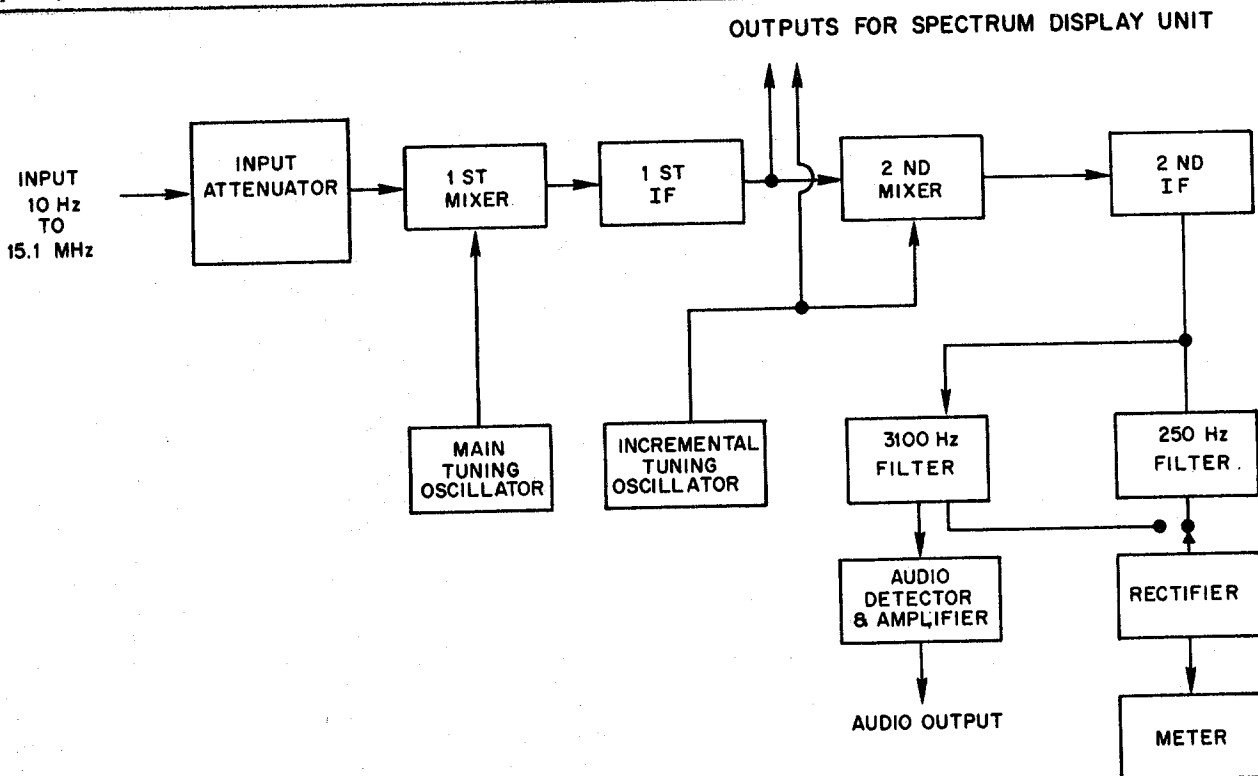 OUTPUTS FOR SPECTRUM DISPLAY UNIT
INPUT
10 Hz
TO
15.1 MHz
INPUT
ATTENUATOR
1 ST
MIXER
1 ST
IF
2 ND
MIXER
2 ND
IF
MAIN
TUNING
OSCILLATOR
INCREMENTAL
TUNING
OSCILLATOR
3100 Hz
FILTER
250 Hz
FILTER
AUDIO
DETECTOR
& AMPLIFIER
RECTIFIER
AUDIO OUTPUT
METER